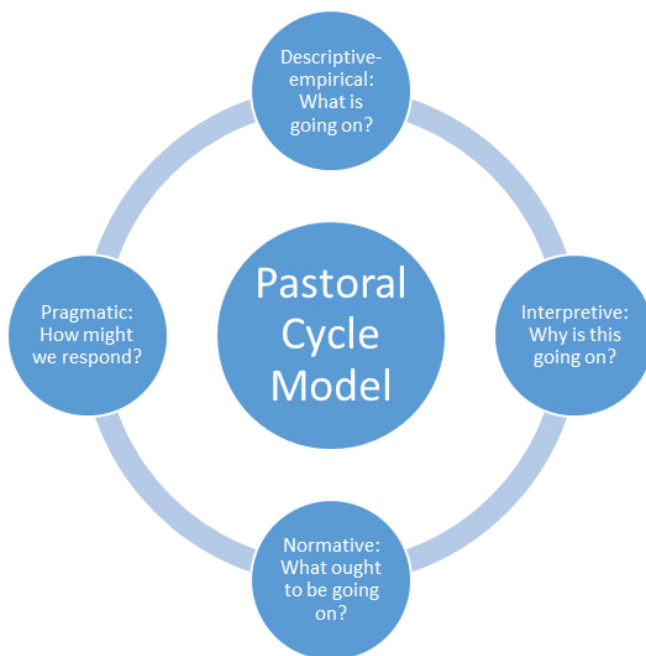 Descriptive-
empirical:
What is
going on?
Pastoral
Cycle
Model
Pragmatic:
How might
we respond?
Interpretive:
Why is this
going on?
Normative:
What ought
to be going
on?